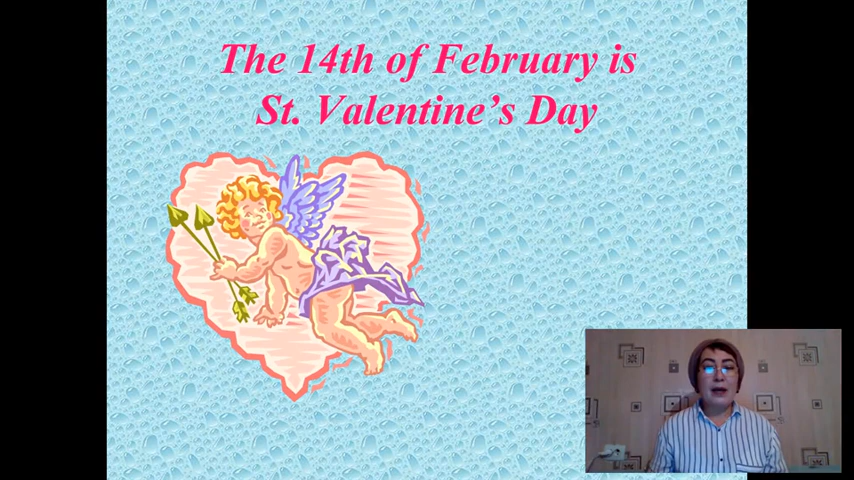 The 14th of February is
St. Valentine's Day